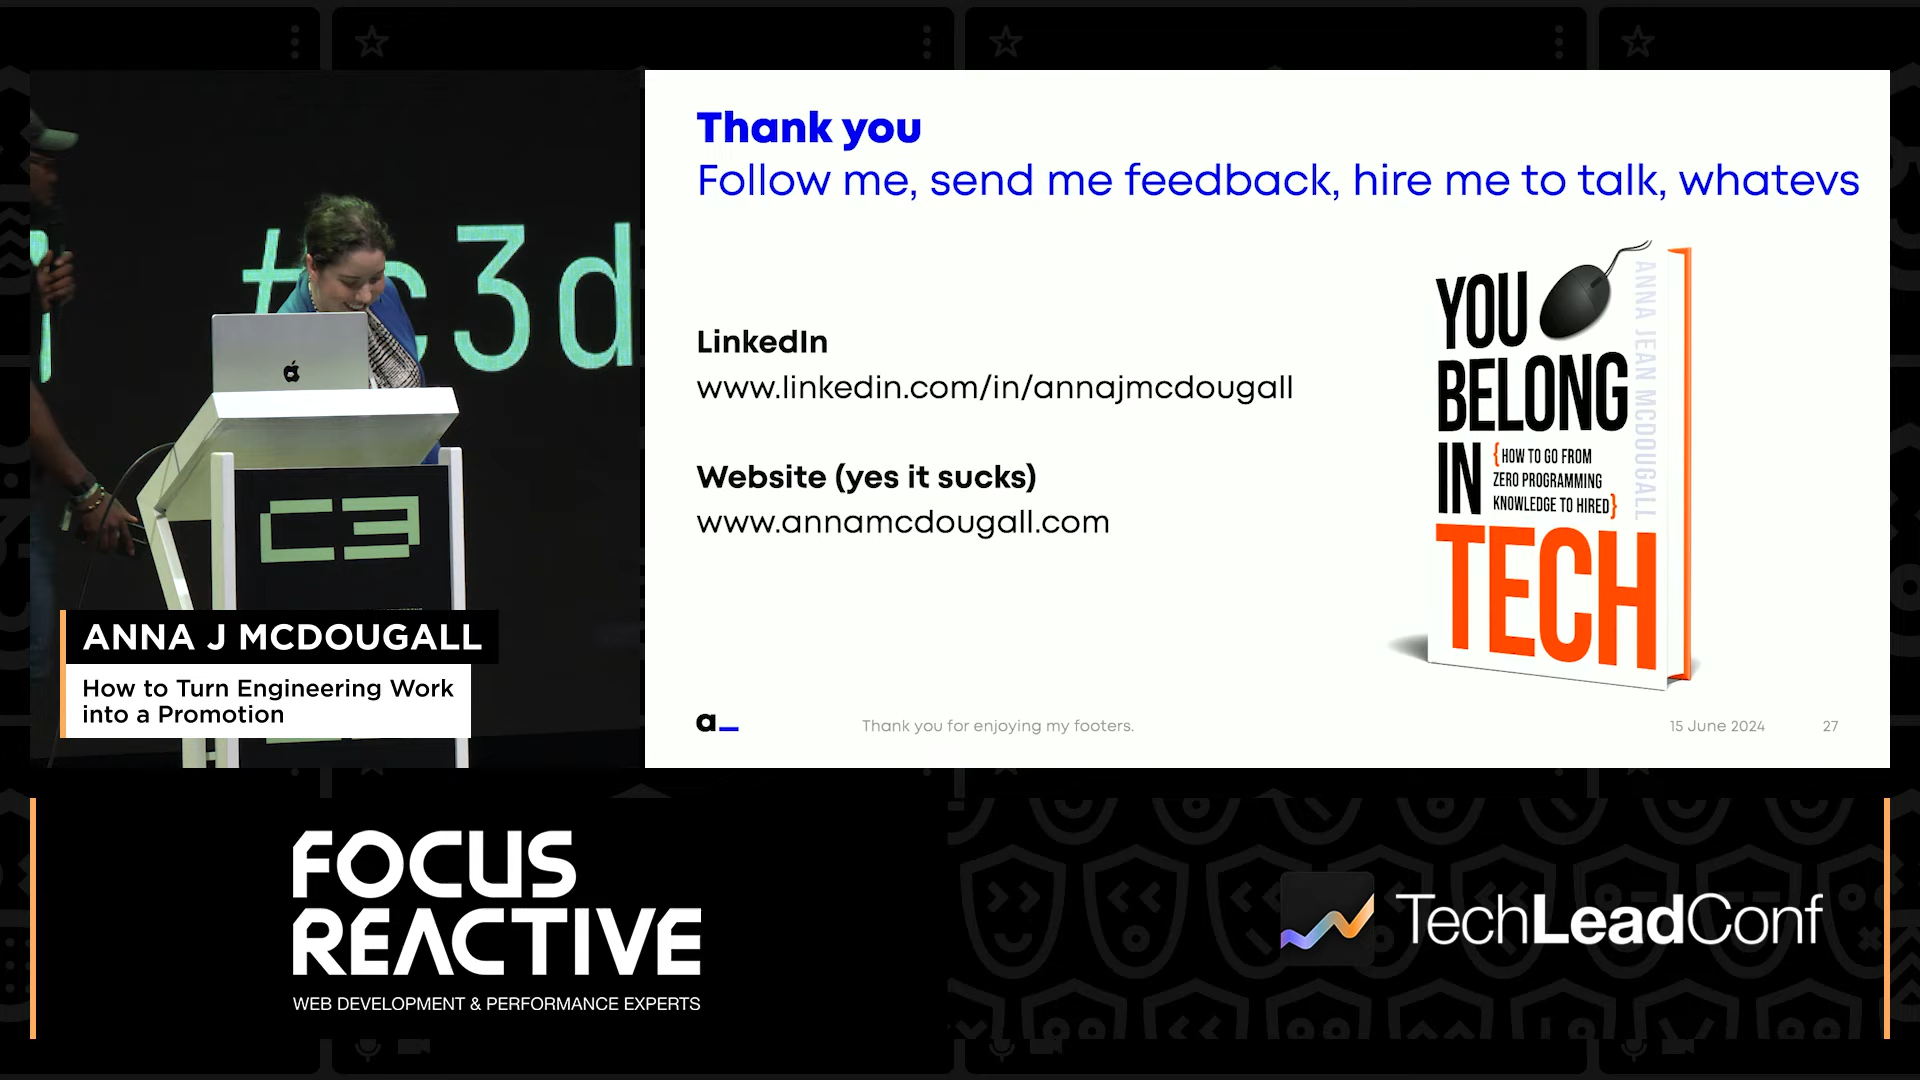 #c3d
C3
ANNA J MCDOUGALL
How to Turn Engineering Work
into a Promotion
Thank you
Follow me, send me feedback, hire me to talk, whatevs
LinkedIn
www.linkedin.com/in/annajmcdougall
Website (yes it sucks)
www.annamcdougall.com
YOU
BELONG
IN
{HOW TO GO FROM
ZERO PROGRAMMING
KNOWLEDGE TO HIRED}
TECH
ANNA JEAN MCDOUGALL
a_
Thank you for enjoying my footers.
15 June 2024
27
FOCUS
REACTIVE
WEB DEVELOPMENT & PERFORMANCE EXPERTS
TechLeadConf